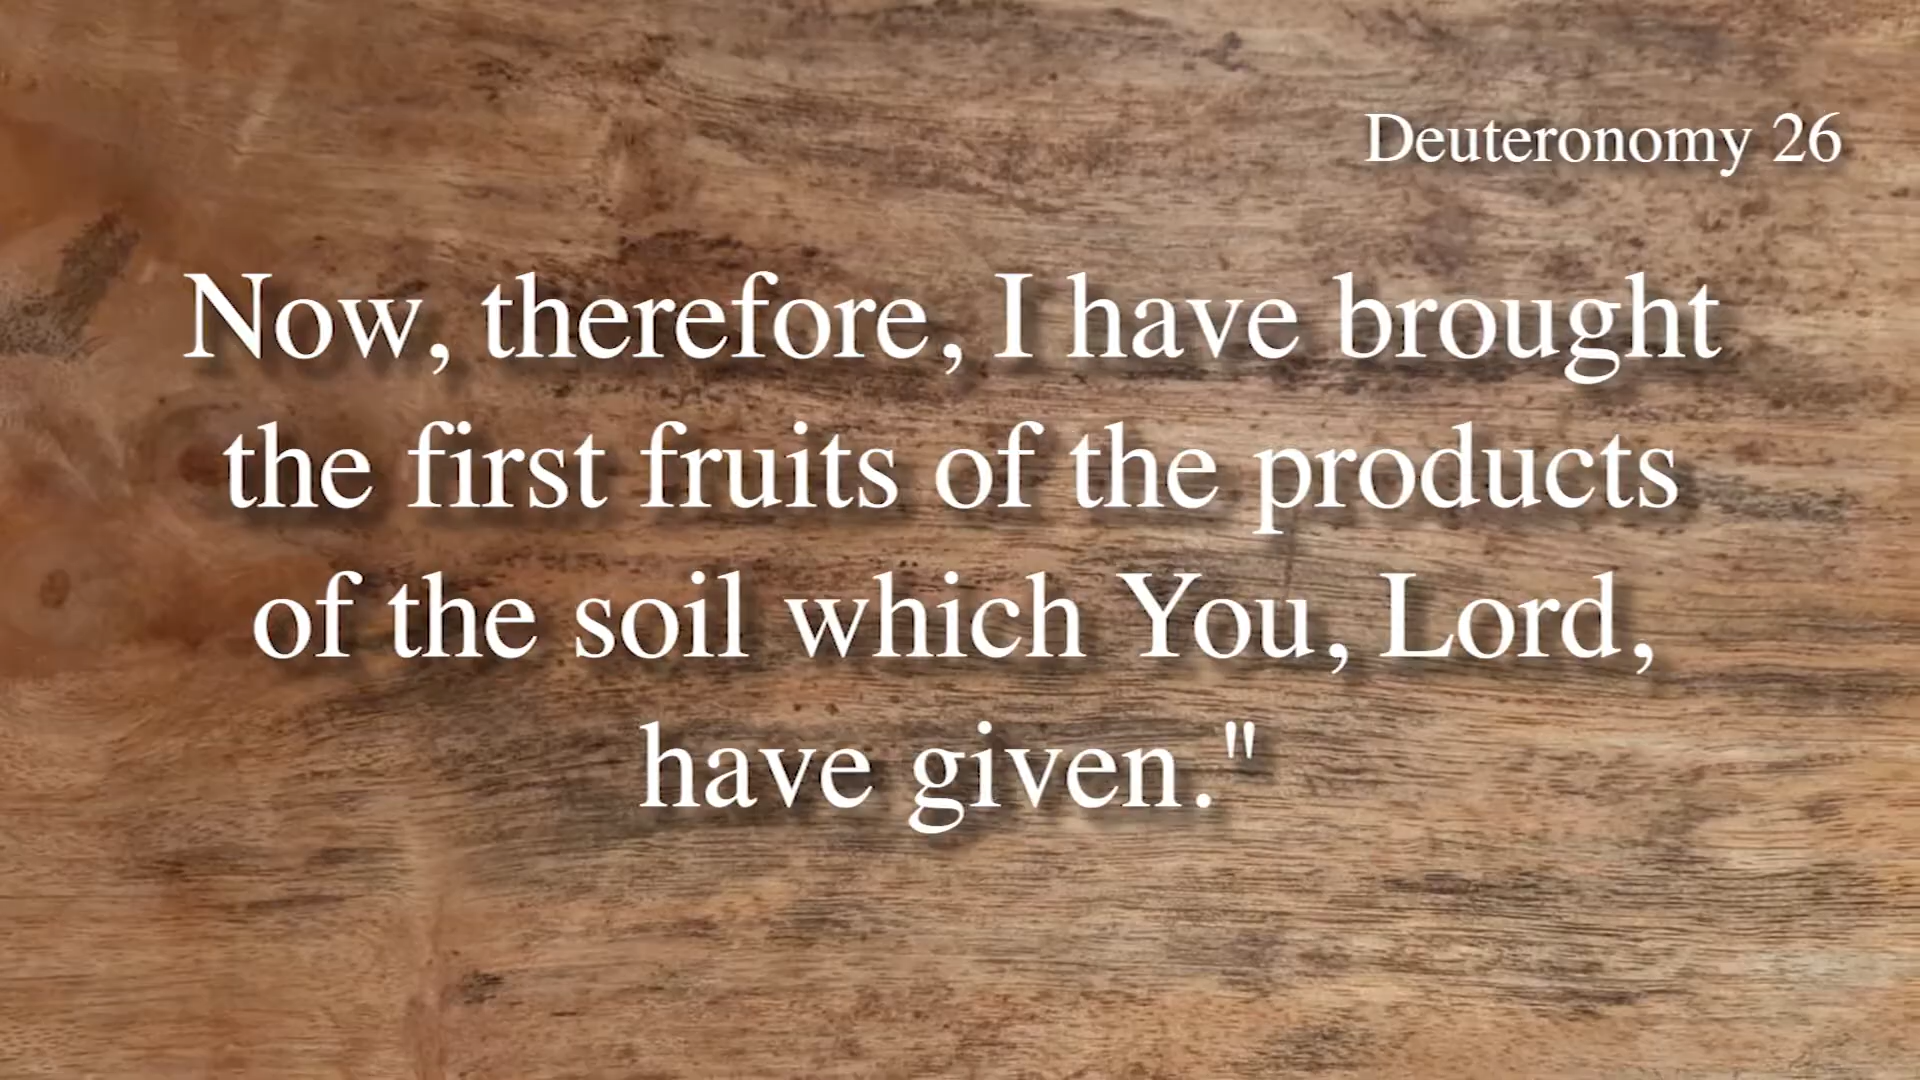 Deuteronomy 26
Now, therefore, I have brought
the first fruits of the products
of the soil which You, Lord,
have given."